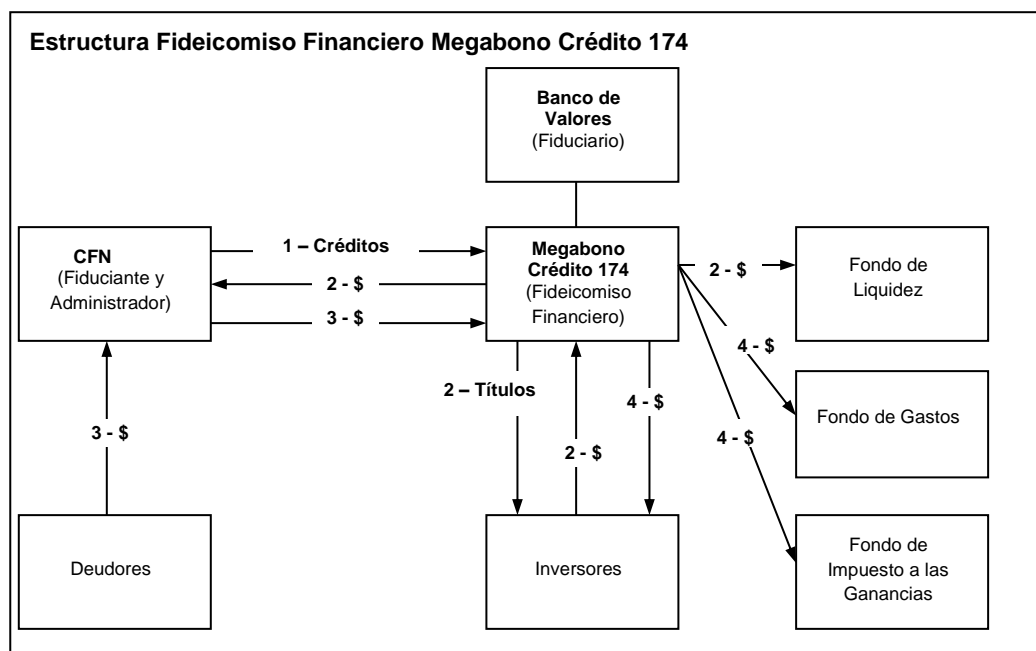 Estructura Fideicomiso Financiero Megabono Crédito 174
Banco de
Valores
(Fiduciario)
CFN
(Fiduciante y
Administrador)
1 – Créditos
2 - $
3 - $
Megabono
Crédito 174
(Fideicomiso
Financiero)
2 - $
Fondo de
Liquidez
4 - $
Fondo de Gastos
4 - $
Fondo de
Impuesto a las
Ganancias
2 – Títulos
4 - $
2 - $
3 - $
Deudores
Inversores